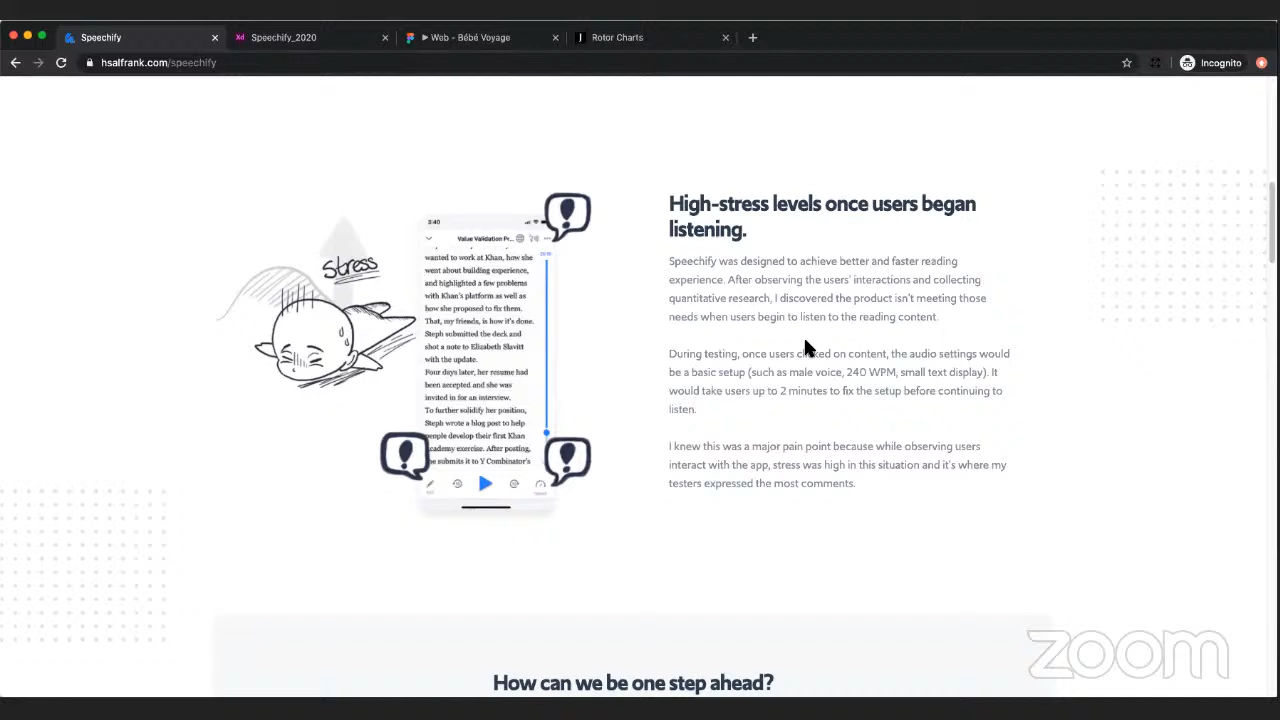 Speechify
Speechify_2020
Web - Bébé Voyage
Rotor Charts
hsalfrank.com/speechify
Incognito
stress
3:40
Value Validation P...
wanted to work at Khan, how she
went about building experience,
and highlighted a few problems
with Khan's platform as well as
how she proposed to fix them.
That, my friends, is how it's done.
Steph submitted the deck and
shot a note to Elizabeth Slavitt
with the update.
Four days later, her resume had
been accepted and she was
invited in for an interview.
To further solidify her position,
Steph wrote a blog post to help
people develop their first Khan
academy exercise. After posting,
she submits it to Y Combinator's
High-stress levels once users began
listening.
Speechify was designed to achieve better and faster reading
experience. After observing the users' interactions and collecting
quantitative research, I discovered the product isn't meeting those
needs when users begin to listen to the reading content.
During testing, once users clicked on content, the audio settings would
be a basic setup (such as male voice, 240 WPM, small text display). It
would take users up to 2 minutes to fix the setup before continuing to
listen.
I knew this was a major pain point because while observing users
interact with the app, stress was high in this situation and it's where my
testers expressed the most comments.
How can we be one step ahead?
zoom